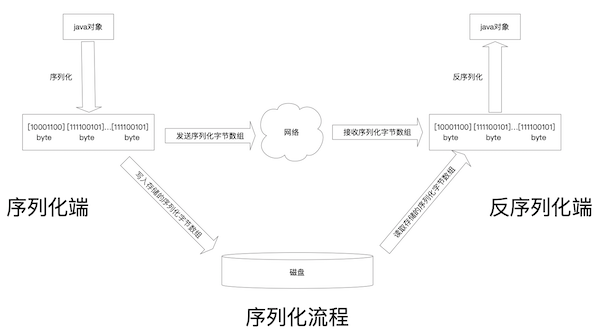 java对象
java对象
序列化
反序列化
[10001100] [111100101]...[111100101]
byte byte byte
发送序列化字节数组
网络
接收序列化字节数组
[10001100] [111100101]...[111100101]
byte byte byte
写入存储的序列化字节数组
读取存储的序列化字节数组
序列化端
反序列化端
磁盘
序列化流程